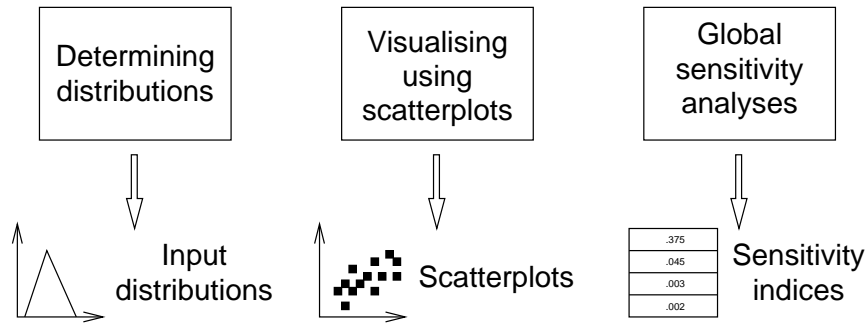 Determining
distributions
Visualising
using
scatterplots
Global
sensitivity
analyses
Input
distributions
Scatterplots
.375
.045
.003
.002
Sensitivity
indices